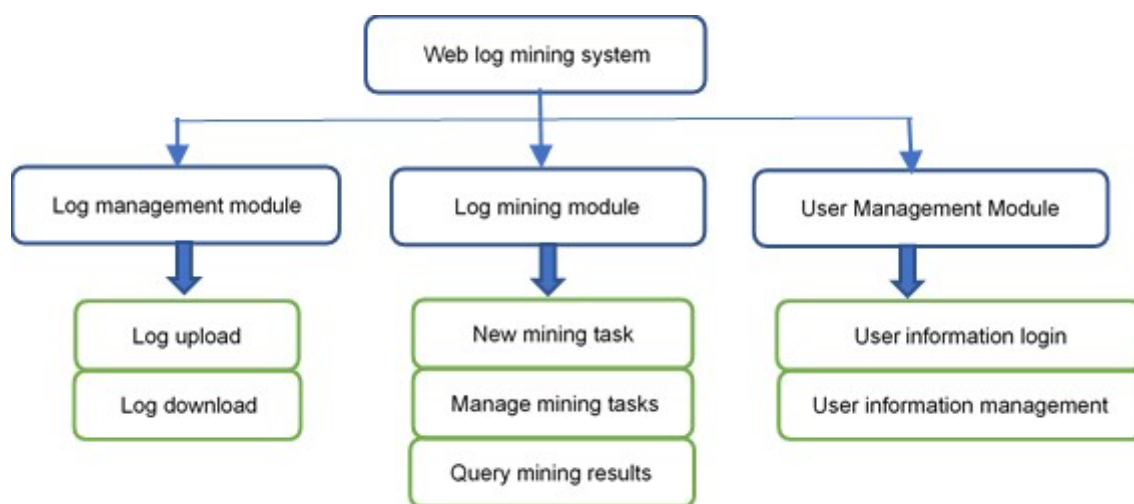 Web log mining system
Log management module
Log mining module
User Management Module
Log upload
Log download
New mining task
Manage mining tasks
Query mining results
User information login
User information management